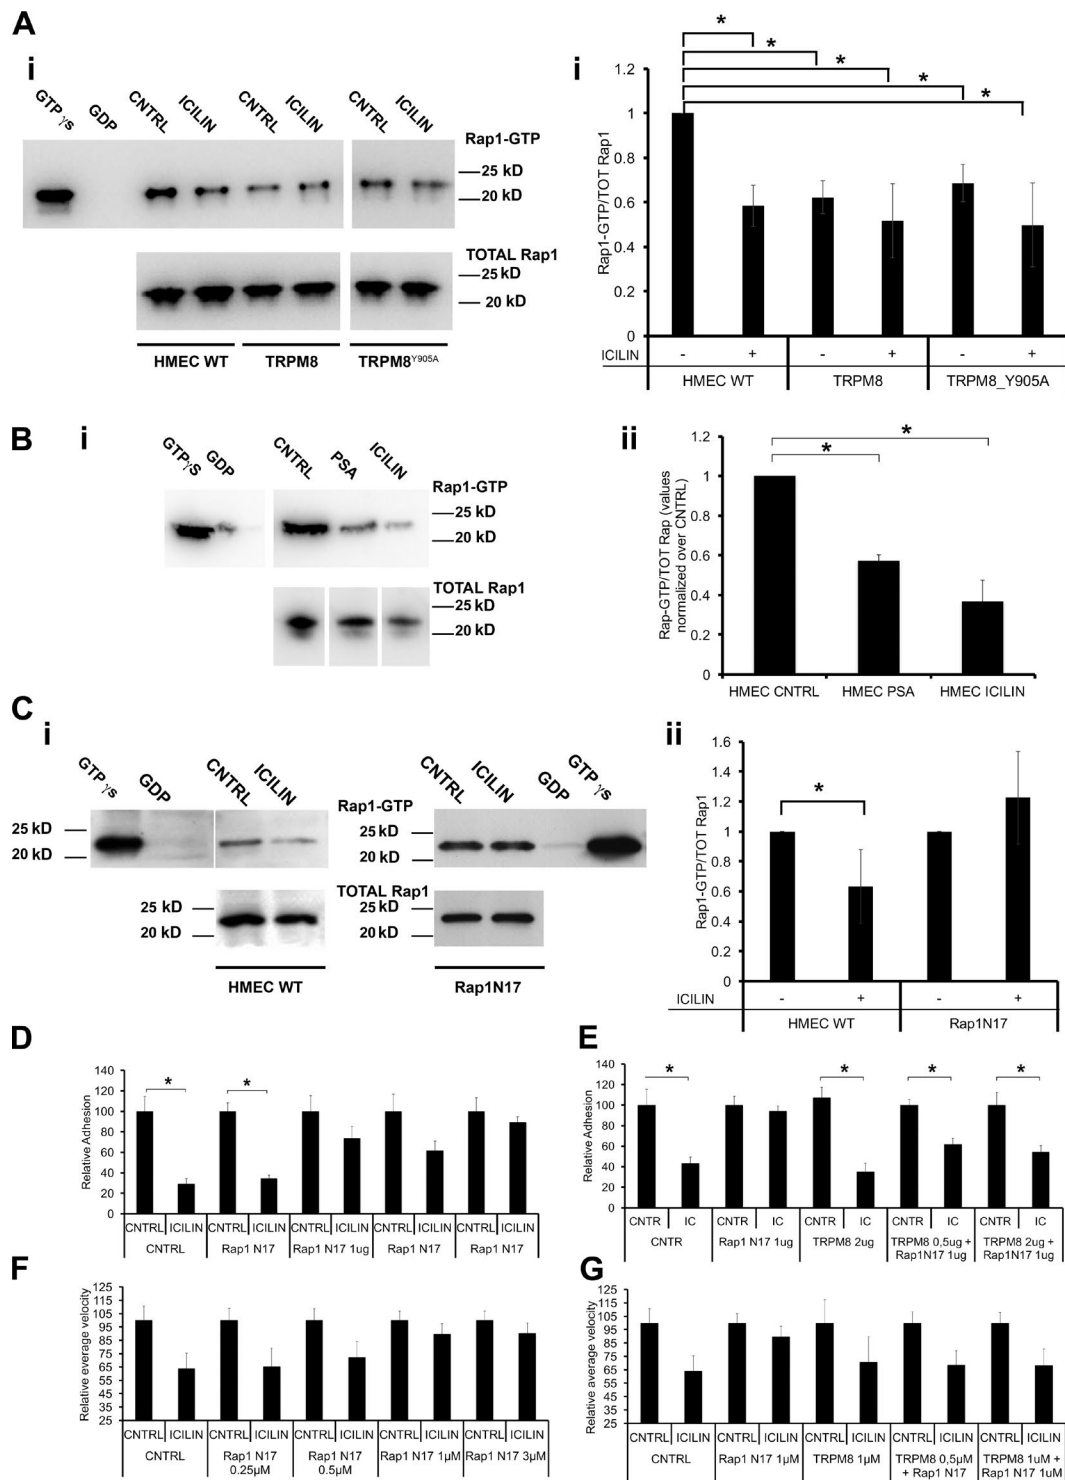 A
i
GTPγs GDP CNTRL ICILIN CNTRL ICILIN CNTRL ICILIN
Rap1-GTP
25 kD
20 kD
TOTAL Rap1
25 kD
20 kD
HMEC WT TRPM8 TRPM8Y905A
i
* * * * *
Rap1-GTP/TOT Rap1
1.2
1
0.8
0.6
0.4
0.2
0
ICILIN - + - + - +
HMEC WT TRPM8 TRPM8_Y905A
B
i
GTPγS GDP CNTRL PSA ICILIN
Rap1-GTP
25 kD
20 kD
TOTAL Rap1
25 kD
20 kD
ii
* *
Rap-GTP/TOT Rap (values
normalized over CNTRL)
1.2
1
0.8
0.6
0.4
0.2
0
HMEC CNTRL HMEC PSA HMEC ICILIN
C
i
GTPγs GDP CNTRL ICILIN
25 kD
20 kD
25 kD
20 kD
HMEC WT
CNTRL ICILIN GDP GTPγs
Rap1-GTP
25 kD
20 kD
TOTAL Rap1
25 kD
20 kD
Rap1N17
ii
*
Rap1-GTP/TOT Rap1
1.6
1.4
1.2
1
0.8
0.6
0.4
0.2
0
ICILIN - + - +
HMEC WT Rap1N17
D
* *
Relative Adhesion
140
120
100
80
60
40
20
0
CNTRL ICILIN CNTRL ICILIN CNTRL ICILIN CNTRL ICILIN CNTRL ICILIN
CNTRL Rap1 N17 Rap1 N17 1ug Rap1 N17 Rap1 N17
E
* * * *
Relative Adhesion
140
120
100
80
60
40
20
0
CNTR IC CNTR IC CNTR IC CNTR IC CNTR IC
CNTR Rap1 N17 1ug TRPM8 2ug TRPM8 0,5ug + TRPM8 2ug +
Rap1N17 1ug Rap1N17 1ug
F
Relative everage velocity
125
115
105
95
85
75
65
55
45
35
25
CNTRL ICILIN CNTRL ICILIN CNTRL ICILIN CNTRL ICILIN CNTRL ICILIN
CNTRL Rap1 N17 Rap1 N17 Rap1 N17 1µM Rap1 N17 3µM
0.25µM 0.5µM
G
Relative average velocity
125
115
105
95
85
75
65
55
45
35
25
CNTRL ICILIN CNTRL ICILIN CNTRL ICILIN CNTRL ICILIN CNTRL ICILIN
CNTRL Rap1 N17 1µM TRPM8 1µM TRPM8 0,5µM TRPM8 1uM +
+ Rap1 N17 Rap1 N17 1uM